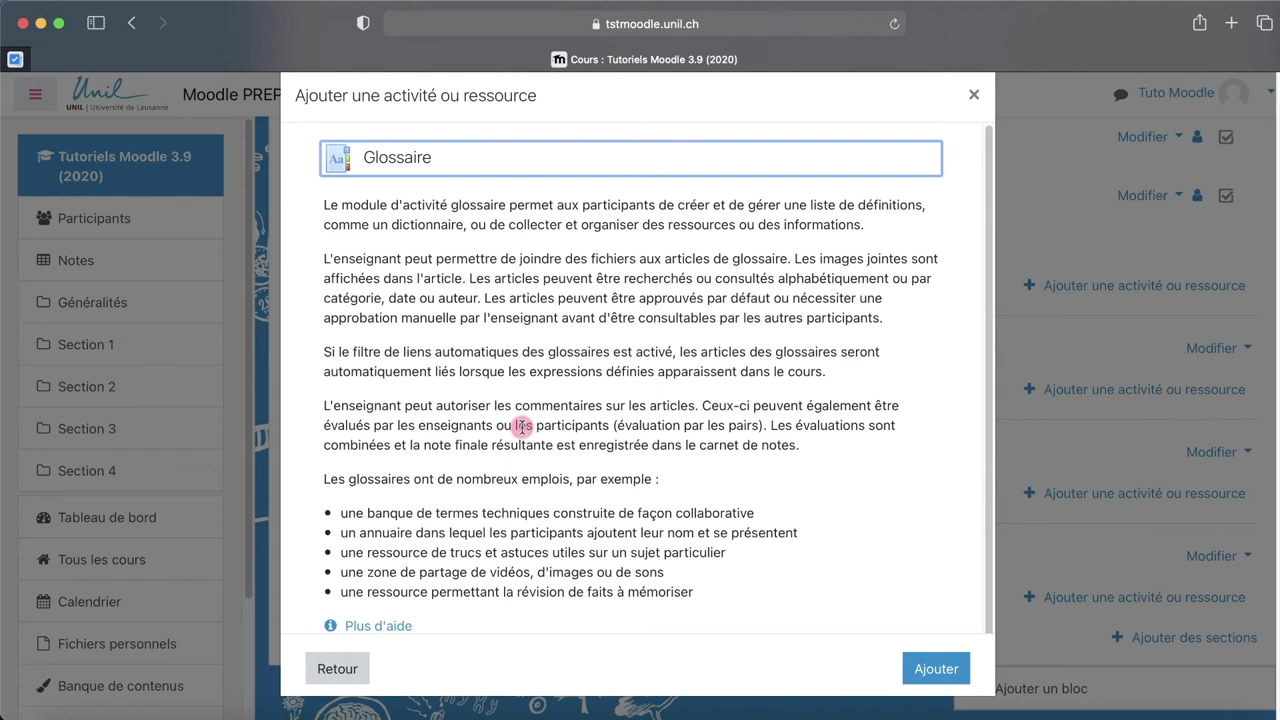 tstmoodle.unil.ch
Cours : Tutoriels Moodle 3.9 (2020)
Unil
UNIL | Université de Lausanne
Moodle PREP
Tuto Moodle
Ajouter une activité ou ressource
Modifier
Modifier
Tutoriels Moodle 3.9
(2020)
Participants
Notes
Généralités
Section 1
Section 2
Section 3
Section 4
Tableau de bord
Tous les cours
Calendrier
Fichiers personnels
Banque de contenus
Aa
Glossaire
Le module d'activité glossaire permet aux participants de créer et de gérer une liste de définitions,
comme un dictionnaire, ou de collecter et organiser des ressources ou des informations.
L'enseignant peut permettre de joindre des fichiers aux articles de glossaire. Les images jointes sont
affichées dans l'article. Les articles peuvent être recherchés ou consultés alphabétiquement ou par
catégorie, date ou auteur. Les articles peuvent être approuvés par défaut ou nécessiter une
approbation manuelle par l'enseignant avant d'être consultables par les autres participants.
Si le filtre de liens automatiques des glossaires est activé, les articles des glossaires seront
automatiquement liés lorsque les expressions définies apparaissent dans le cours.
L'enseignant peut autoriser les commentaires sur les articles. Ceux-ci peuvent également être
évalués par les enseignants ou les participants (évaluation par les pairs). Les évaluations sont
combinées et la note finale résultante est enregistrée dans le carnet de notes.
Les glossaires ont de nombreux emplois, par exemple :
• une banque de termes techniques construite de façon collaborative
• un annuaire dans lequel les participants ajoutent leur nom et se présentent
• une ressource de trucs et astuces utiles sur un sujet particulier
• une zone de partage de vidéos, d'images ou de sons
• une ressource permettant la révision de faits à mémoriser
Plus d'aide
Retour
Ajouter
Ajouter une activité ou ressource
Modifier
Ajouter une activité ou ressource
Modifier
Ajouter une activité ou ressource
Modifier
Ajouter une activité ou ressource
Ajouter des sections
Ajouter un bloc